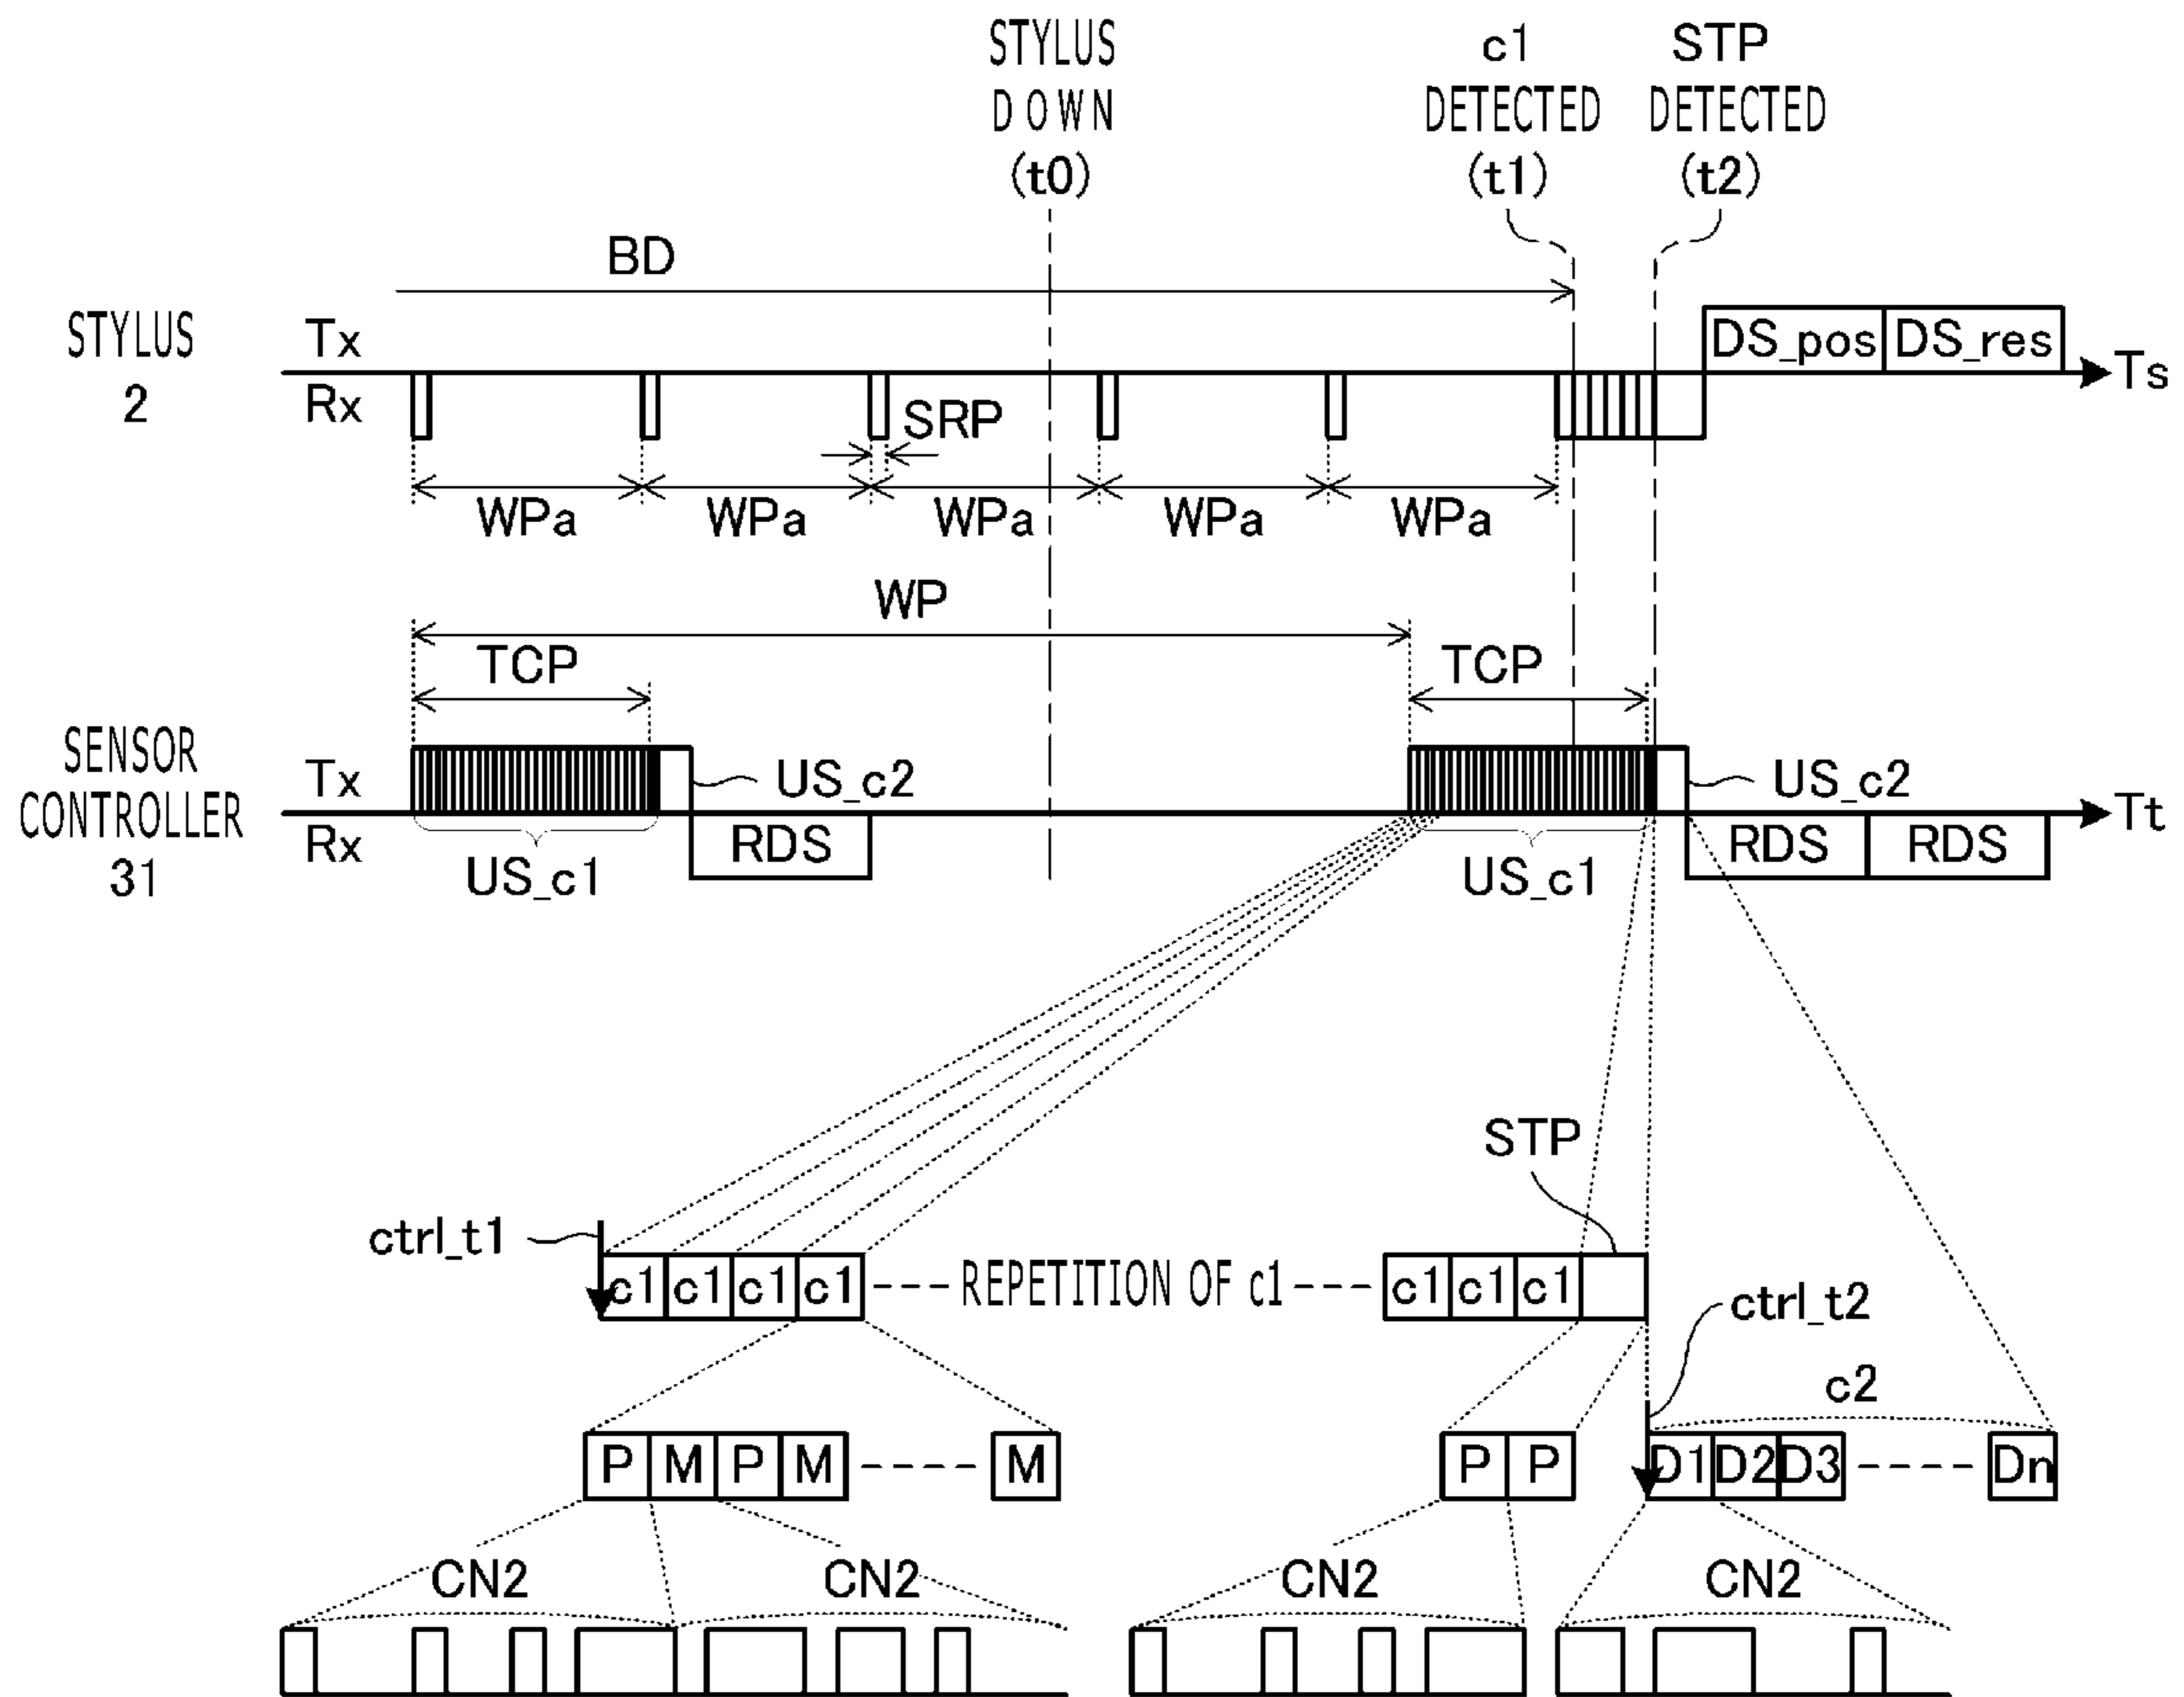 STYLUS
DOWN
(t0)
c1
DETECTED
(t1)
STP
DETECTED
(t2)
BD
STYLUS
2
Tx
Rx
DS_pos
DS_res
Ts
SRP
WPa
WPa
WPa
WPa
WPa
WP
TCP
TCP
SENSOR
CONTROLLER
31
Tx
Rx
US_c2
US_c2
Tt
RDS
RDS
RDS
US_c1
US_c1
STP
ctrl_t1
c1
c1
c1
c1
REPETITION OF c1
c1
c1
c1
ctrl_t2
c2
P
M
P
M
M
P
P
D1
D2
D3
Dn
CN2
CN2
CN2
CN2